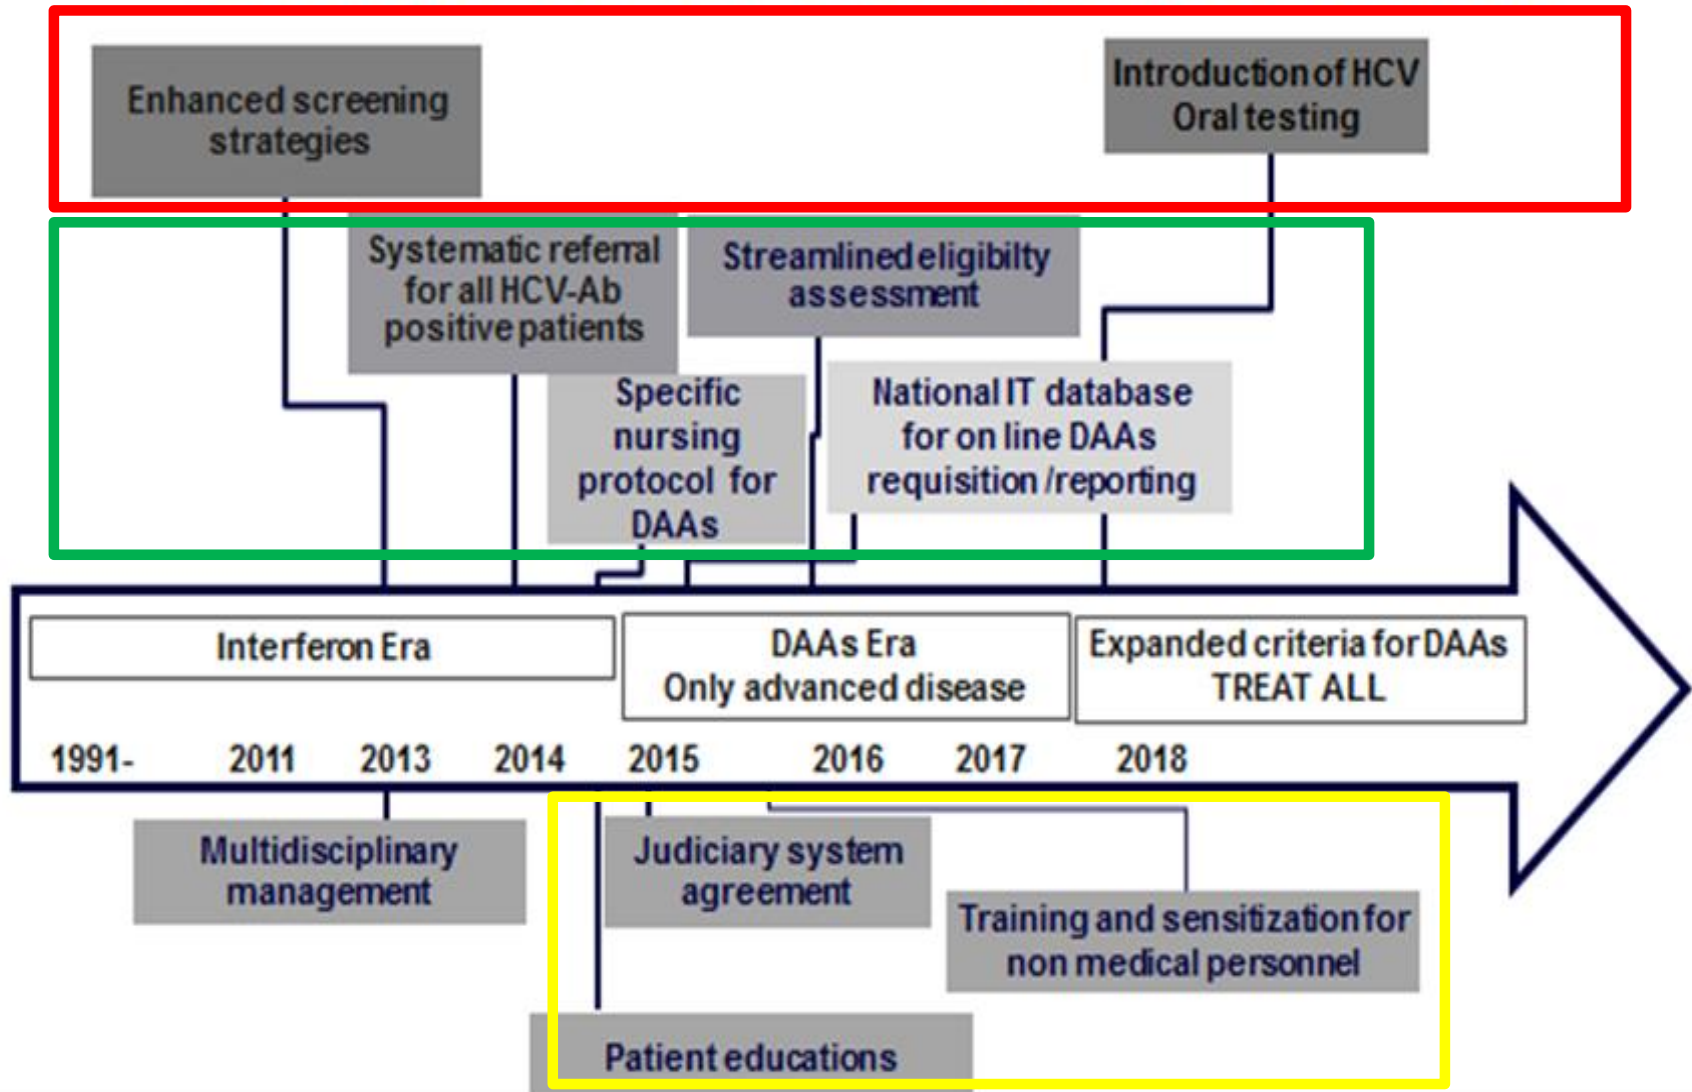 Enhanced screening
strategies
Introduction of HCV
Oral testing
Systematic referral
for all HCV-Ab
positive patients
Streamlined eligibilty
assessment
Specific
nursing
protocol for
DAAs
National IT database
for on line DAAs
requisition /reporting
Interferon Era
DAAs Era
Only advanced disease
Expanded criteria for DAAs
TREAT ALL
1991- 2011 2013 2014 2015 2016 2017 2018
Multidisciplinary
management
Judiciary system
agreement
Training and sensitization for
non medical personnel
Patient educations